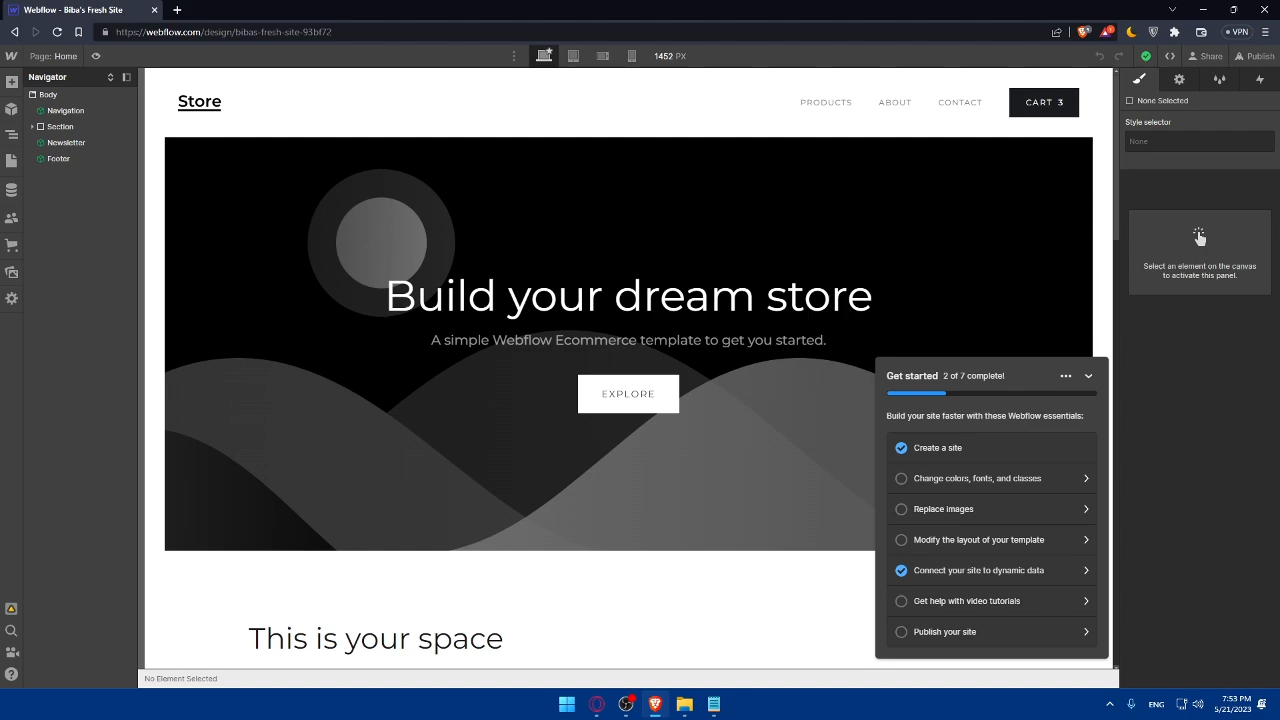 Webflow - Biba's Fresh Site
https://webflow.com/design/bibas-fresh-site-93bf72
VPN
Page: Home
1452 PX
Share
Publish
Navigator
Body
Navigation
Section
Newsletter
Footer
Store
PRODUCTS
ABOUT
CONTACT
CART 3
Build your dream store
A simple Webflow Ecommerce template to get you started.
EXPLORE
This is your space
None Selected
Style selector
None
Select an element on the canvas
to activate this panel.
Get started 2 of 7 complete!
Build your site faster with these Webflow essentials:
Create a site
Change colors, fonts, and classes
Replace images
Modify the layout of your template
Connect your site to dynamic data
Get help with video tutorials
Publish your site
No Element Selected
ENG
7:53 PM
5/21/2023